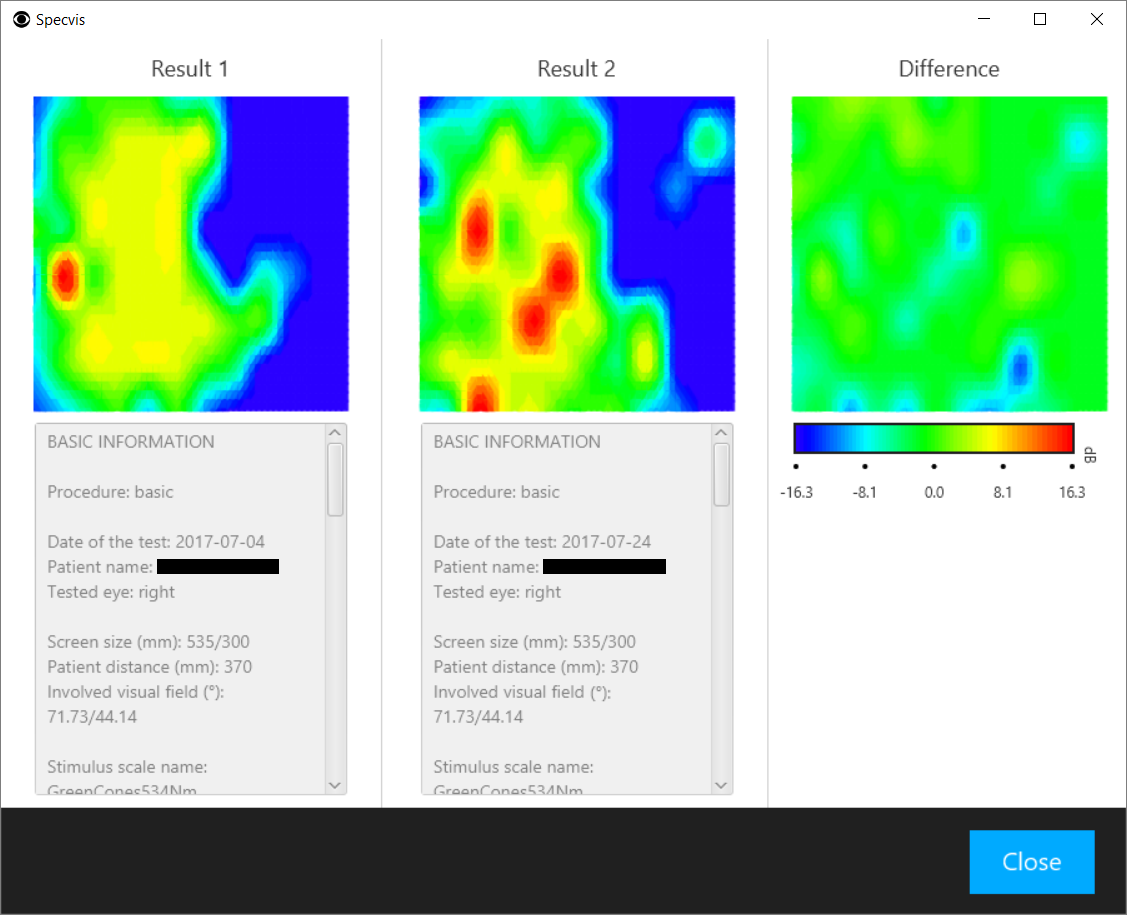 Specvis
Result 1
Result 2
Difference
BASIC INFORMATION
Procedure: basic
Date of the test: 2017-07-04
Patient name:
Tested eye: right
Screen size (mm): 535/300
Patient distance (mm): 370
Involved visual field (°):
71.73/44.14
Stimulus scale name:
GreenCones534Nm
BASIC INFORMATION
Procedure: basic
Date of the test: 2017-07-24
Patient name:
Tested eye: right
Screen size (mm): 535/300
Patient distance (mm): 370
Involved visual field (°):
71.73/44.14
Stimulus scale name:
GreenCones534Nm
dB
-16.3 -8.1 0.0 8.1 16.3
Close